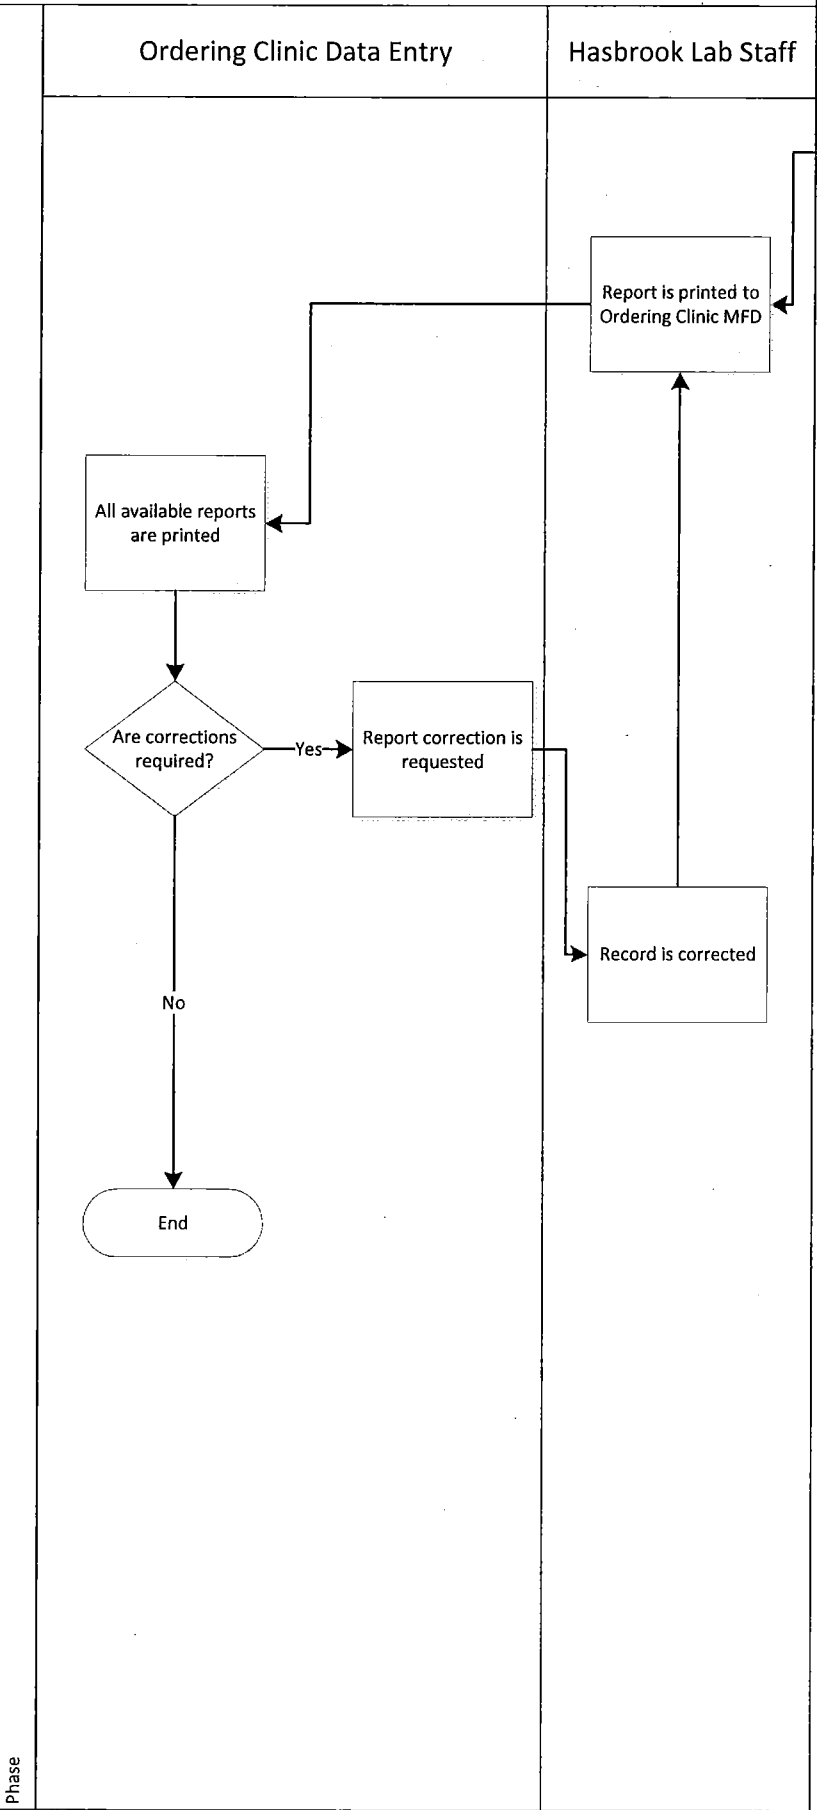 Ordering Clinic Data Entry
Hasbrook Lab Staff
Report is printed to
Ordering Clinic MFD
All available reports
are printed
Are corrections
required?
Yes
Report correction is
requested
Record is corrected
No
End
Phase